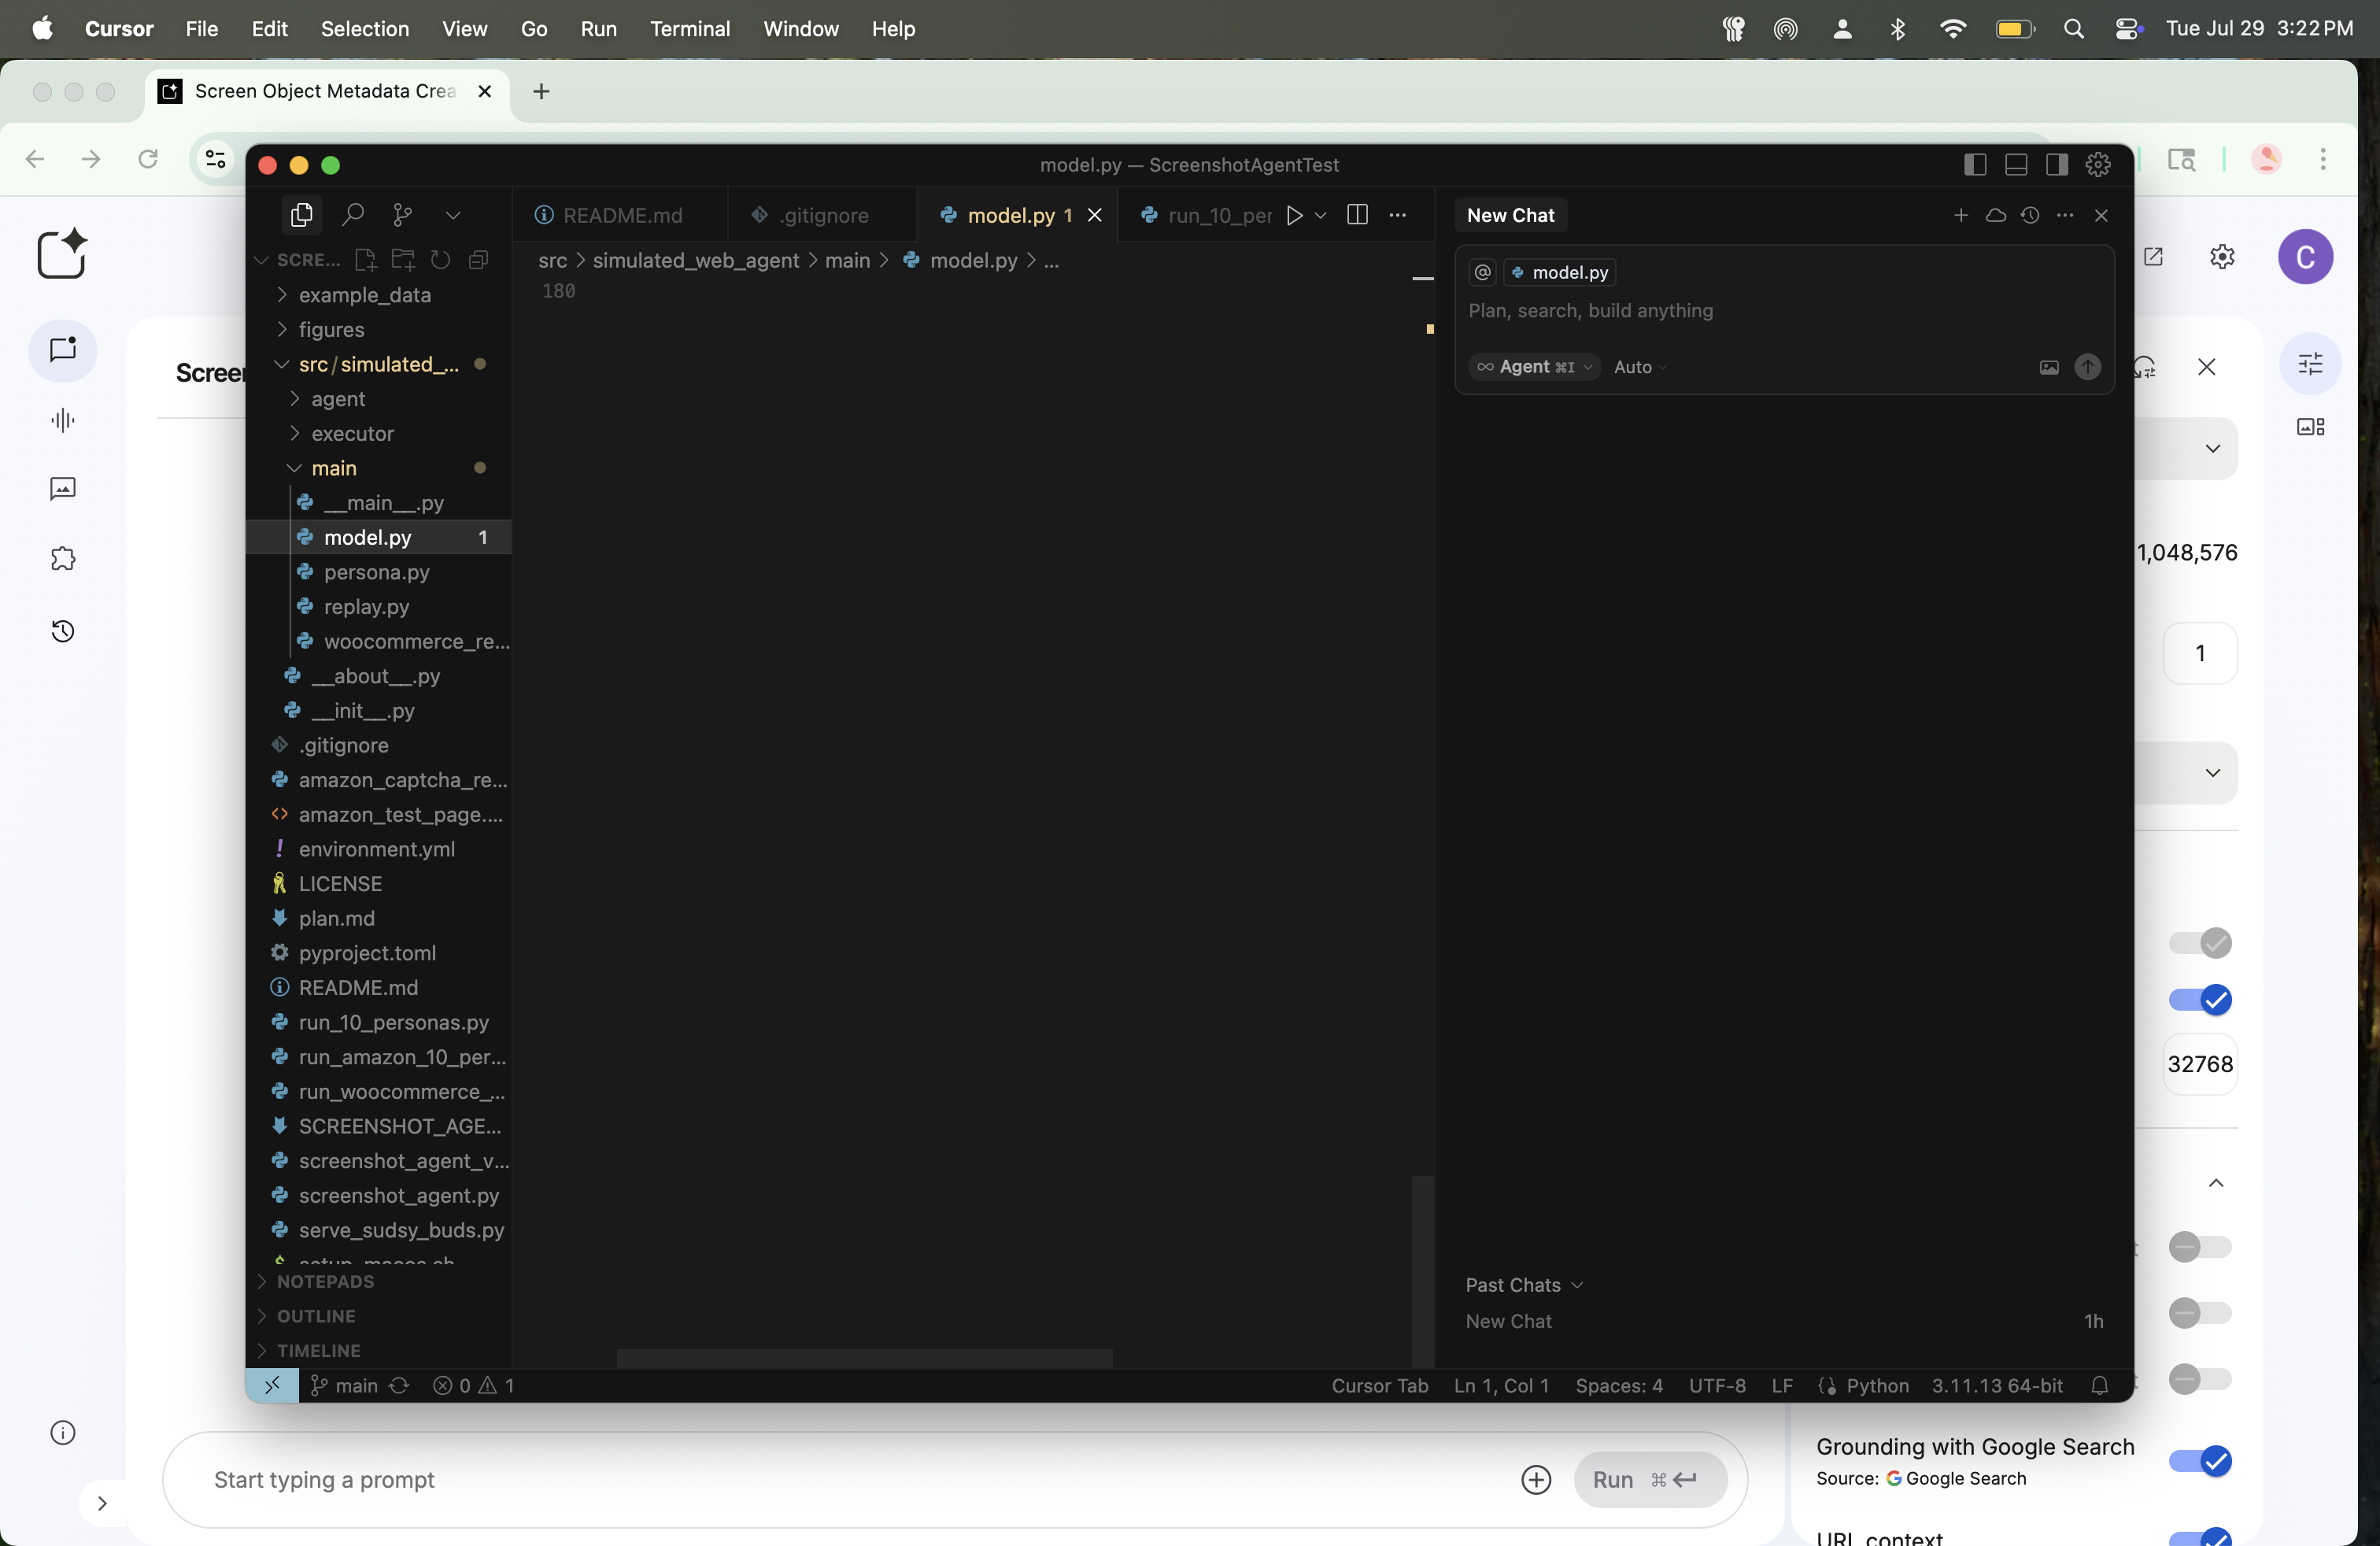 Cursor File Edit Selection View Go Run Terminal Window Help Tue Jul 29 3:22 PM
Screen Object Metadata Crea
model.py — ScreenshotAgentTest
README.md .gitignore model.py 1 run_10_per
New Chat
SCRE...
src > simulated_web_agent > main > model.py > ...
180
@ model.py
Plan, search, build anything
Agent ⌘I Auto
example_data
figures
src/simulated_...
agent
executor
main
__main__.py
model.py 1
persona.py
replay.py
woocommerce_re...
__about__.py
__init__.py
.gitignore
amazon_captcha_re...
amazon_test_page....
environment.yml
LICENSE
plan.md
pyproject.toml
README.md
run_10_personas.py
run_amazon_10_per...
run_woocommerce_...
SCREENSHOT_AGE...
screenshot_agent_v...
screenshot_agent.py
serve_sudsy_buds.py
NOTEPADS
OUTLINE
TIMELINE
Past Chats
New Chat 1h
main 0 1 Cursor Tab Ln 1, Col 1 Spaces: 4 UTF-8 LF Python 3.11.13 64-bit
Screen
C
1,048,576
1
32768
Start typing a prompt
Run ⌘ ↵
Grounding with Google Search
Source: Google Search
URL context